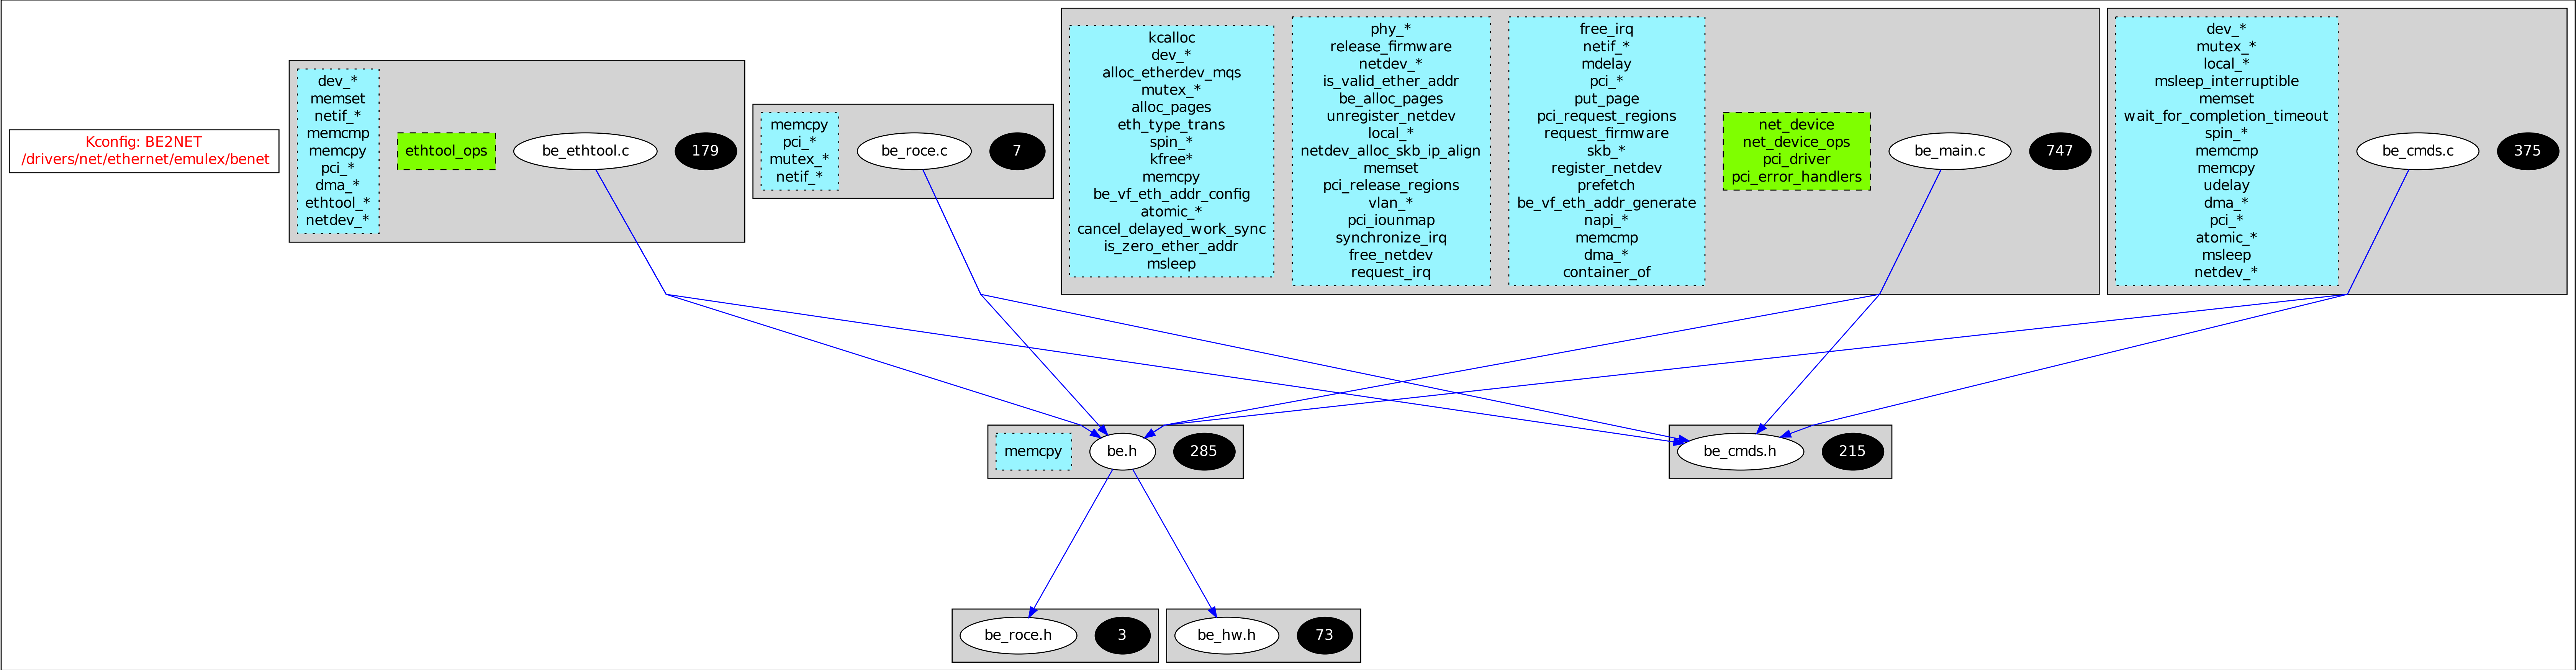 Kconfig: BE2NET
/drivers/net/ethernet/emulex/benet
dev_*
memset
netif_*
memcmp
memcpy
pci_*
dma_*
ethtool_*
netdev_*
ethtool_ops
be_ethtool.c
179
memcpy
pci_*
mutex_*
netif_*
be_roce.c
7
kcalloc
dev_*
alloc_etherdev_mqs
mutex_*
alloc_pages
eth_type_trans
spin_*
kfree*
memcpy
be_vf_eth_addr_config
atomic_*
cancel_delayed_work_sync
is_zero_ether_addr
msleep
phy_*
release_firmware
netdev_*
is_valid_ether_addr
be_alloc_pages
unregister_netdev
local_*
netdev_alloc_skb_ip_align
memset
pci_release_regions
vlan_*
pci_iounmap
synchronize_irq
free_netdev
request_irq
free_irq
netif_*
mdelay
pci_*
put_page
pci_request_regions
request_firmware
skb_*
register_netdev
prefetch
be_vf_eth_addr_generate
napi_*
memcmp
dma_*
container_of
net_device
net_device_ops
pci_driver
pci_error_handlers
be_main.c
747
dev_*
mutex_*
local_*
msleep_interruptible
memset
wait_for_completion_timeout
spin_*
memcmp
memcpy
udelay
dma_*
pci_*
atomic_*
msleep
netdev_*
be_cmds.c
375
memcpy
be.h
285
be_cmds.h
215
be_roce.h
3
be_hw.h
73